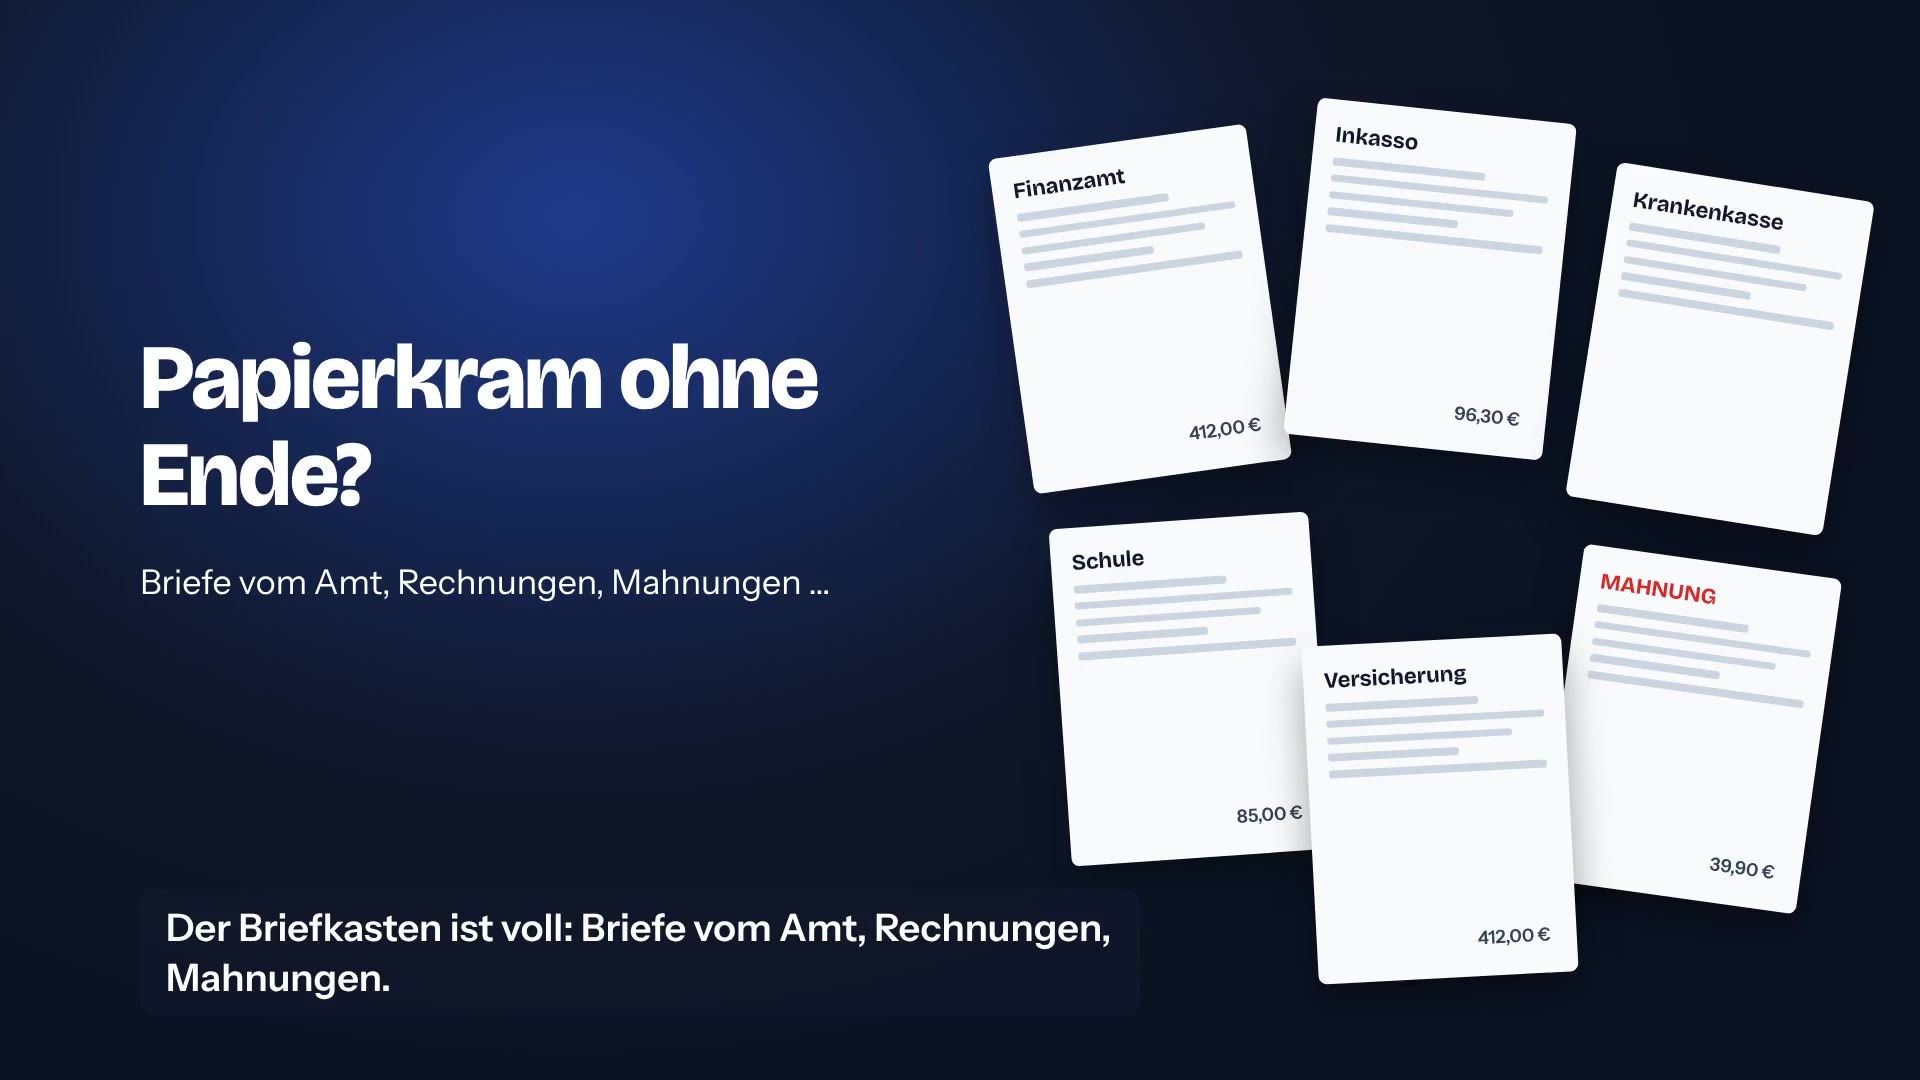 Papierkram ohne
Ende?
Briefe vom Amt, Rechnungen, Mahnungen ...
Finanzamt
412,00 €
Inkasso
96,30 €
Krankenkasse
Schule
85,00 €
Versicherung
412,00 €
MAHNUNG
39,90 €
Der Briefkasten ist voll: Briefe vom Amt, Rechnungen,
Mahnungen.